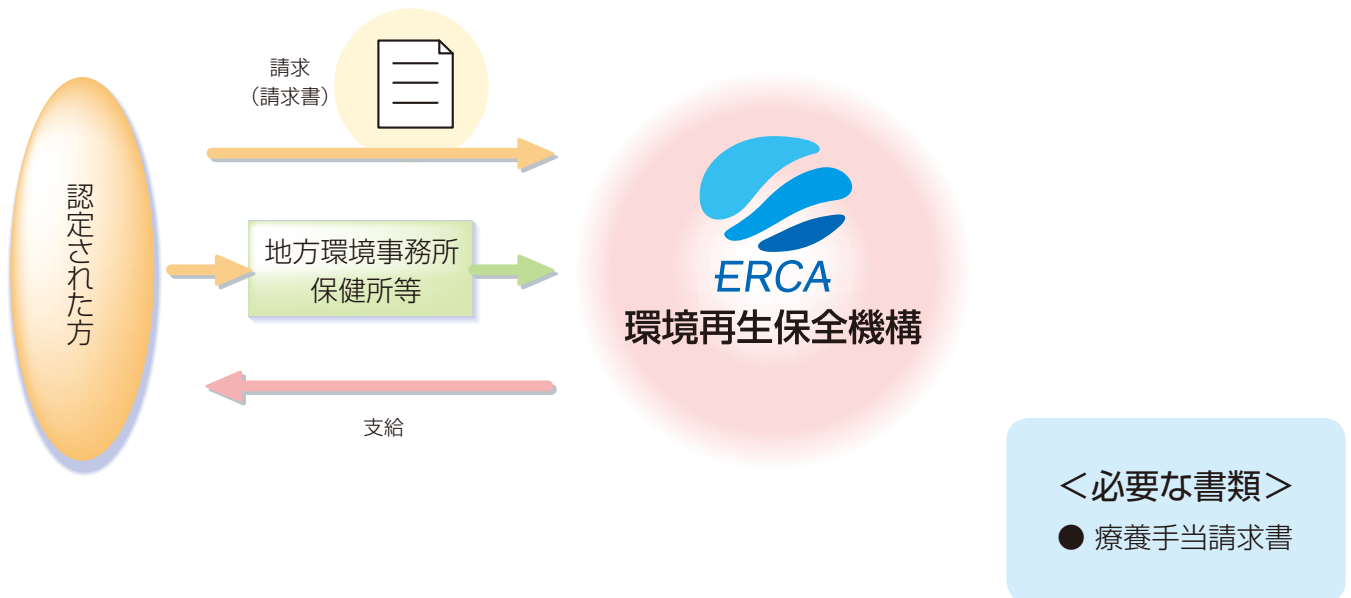 請求
（請求書）
認定された方
地方環境事務所
保健所等
ERCA
環境再生保全機構
支給
＜必要な書類＞
● 療養手当請求書